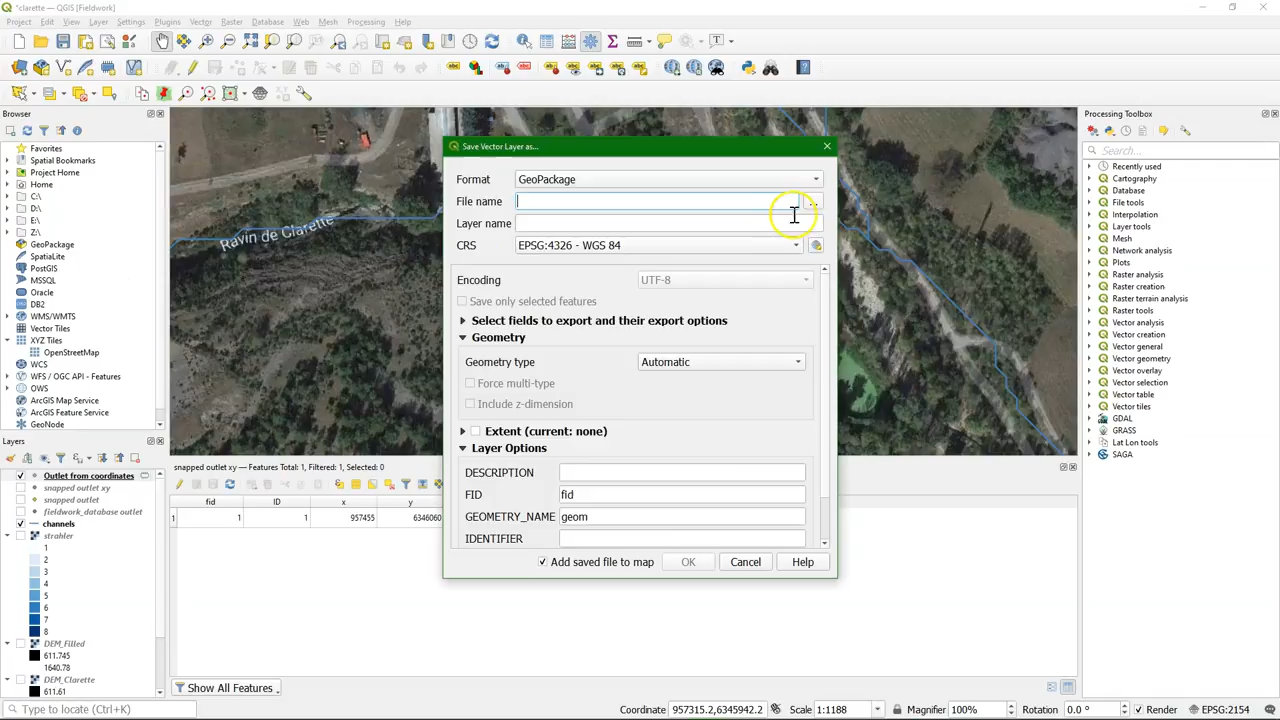 *clarette — QGIS [Fieldwork]
Project Edit View Layer Settings Plugins Vector Raster Database Web Mesh Processing Help
Browser
Favorites
Spatial Bookmarks
Project Home
Home
C:\
D:\
E:\
Z:\
GeoPackage
SpatiaLite
PostGIS
MSSQL
Oracle
DB2
WMS/WMTS
Vector Tiles
XYZ Tiles
OpenStreetMap
WCS
WFS / OGC API - Features
OWS
ArcGIS Map Service
ArcGIS Feature Service
GeoNode
Layers
Outlet from coordinates
snapped outlet xy
snapped outlet
fieldwork_database outlet
channels
strahler
1
2
3
4
5
6
7
8
DEM_Filled
611.745
1640.78
DEM_Clarette
611.61
Ravin de Clarette
Save Vector Layer as...
Format GeoPackage
File name
Layer name
CRS EPSG:4326 - WGS 84
Encoding UTF-8
Save only selected features
Select fields to export and their export options
Geometry
Geometry type Automatic
Force multi-type
Include z-dimension
Extent (current: none)
Layer Options
DESCRIPTION
FID fid
GEOMETRY_NAME geom
IDENTIFIER
Add saved file to map OK Cancel Help
snapped outlet xy — Features Total: 1, Filtered: 1, Selected: 0
fid ID x y
1 1 1 957455 6346060
Show All Features
Processing Toolbox
Search...
Recently used
Cartography
Database
File tools
Interpolation
Layer tools
Mesh
Network analysis
Plots
Raster analysis
Raster creation
Raster terrain analysis
Raster tools
Vector analysis
Vector creation
Vector general
Vector geometry
Vector overlay
Vector selection
Vector table
Vector tiles
GDAL
GRASS
Lat Lon tools
SAGA
Type to locate (Ctrl+K) Coordinate 957315.2,6345942.2 Scale 1:1188 Magnifier 100% Rotation 0.0 ° Render EPSG:2154